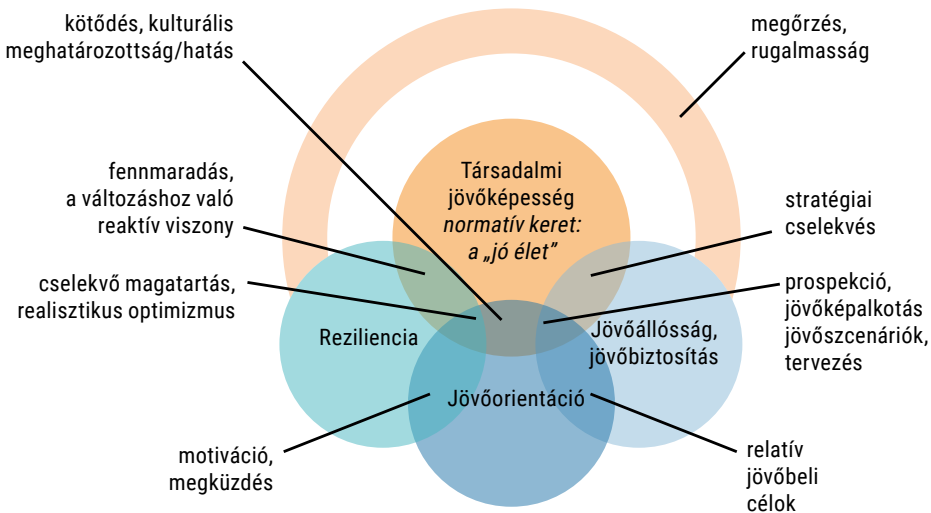 kötődés, kulturális
meghatározottság/hatás
megőrzés,
rugalmasság
fennmaradás,
a változáshoz való
reaktív viszony
Társadalmi
jövőképesség
normatív keret:
a „jó élet”
stratégiai
cselekvés
cselekvő magatartás,
realisztikus optimizmus
Reziliencia
Jövőállósság,
jövőbiztosítás
prospekció,
jövőképalkotás
jövőszcenáriók,
tervezés
Jövőorientáció
motiváció,
megküzdés
relatív
jövőbeli
célok